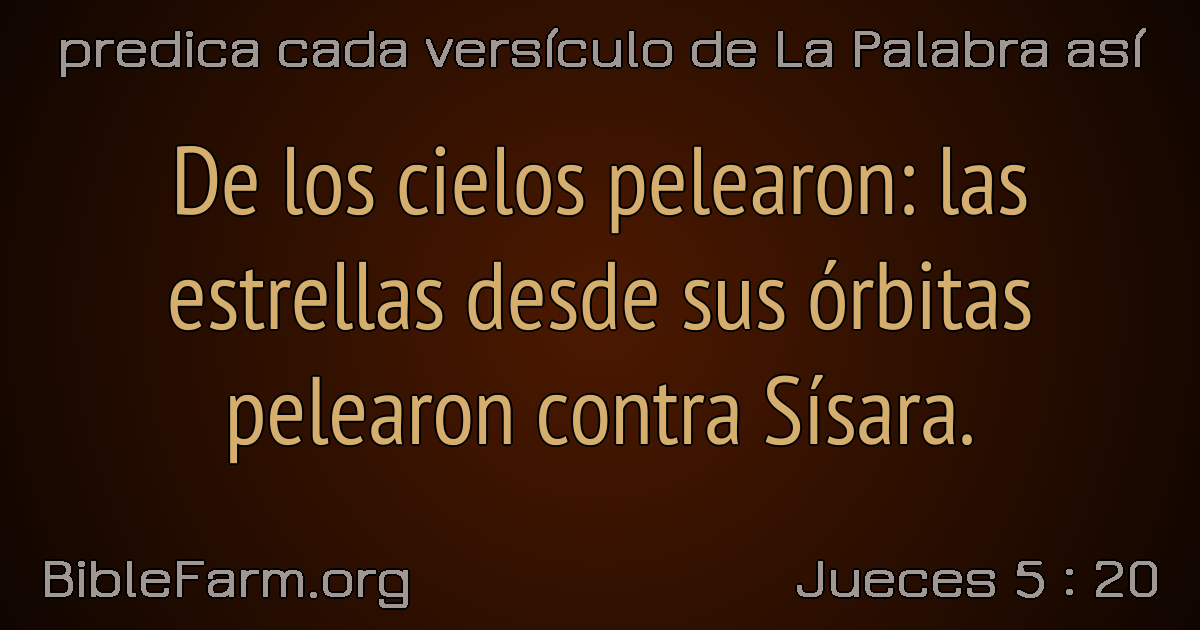 predica cada versículo de La Palabra así
De los cielos pelearon: las
estrellas desde sus órbitas
pelearon contra Sísara.
BibleFarm.org
Jueces 5 : 20